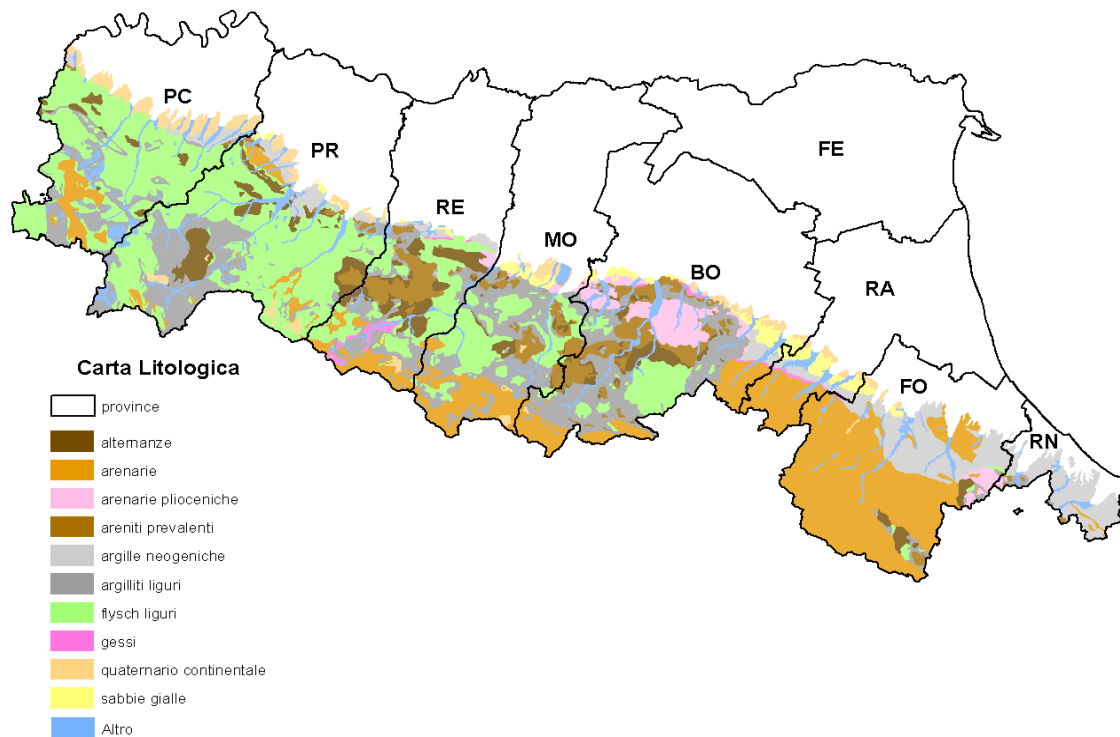 PC
PR
RE
MO
FE
BO
RA
FO
RN
Carta Litologica
province
alternanze
arenarie
arenarie plioceniche
areniti prevalenti
argille neogeniche
argilliti liguri
flysch liguri
gessi
quaternario continentale
sabbie gialle
Altro